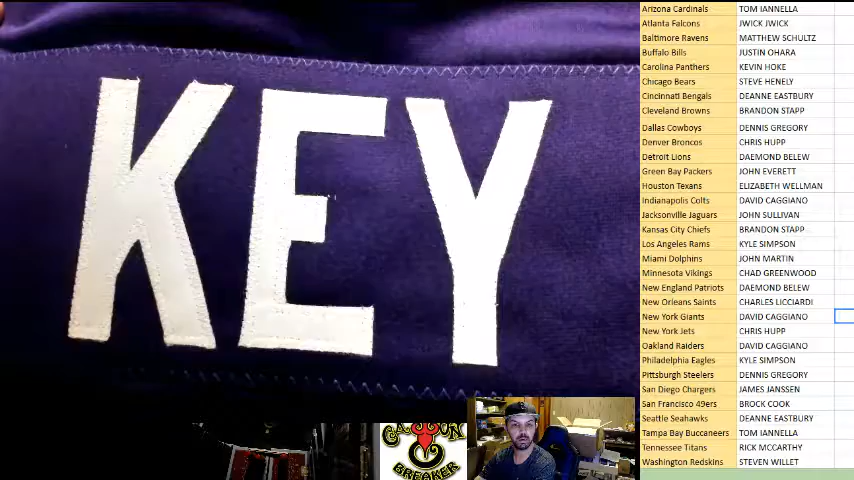 KEY
Arizona Cardinals TOM IANNELLA
Atlanta Falcons JWICK JWICK
Baltimore Ravens MATTHEW SCHULTZ
Buffalo Bills JUSTIN OHARA
Carolina Panthers KEVIN HOKE
Chicago Bears STEVE HENELY
Cincinnati Bengals DEANNE EASTBURY
Cleveland Browns BRANDON STAPP
Dallas Cowboys DENNIS GREGORY
Denver Broncos CHRIS HUPP
Detroit Lions DAEMOND BELEW
Green Bay Packers JOHN EVERETT
Houston Texans ELIZABETH WELLMAN
Indianapolis Colts DAVID CAGGIANO
Jacksonville Jaguars JOHN SULLIVAN
Kansas City Chiefs BRANDON STAPP
Los Angeles Rams KYLE SIMPSON
Miami Dolphins JOHN MARTIN
Minnesota Vikings CHAD GREENWOOD
New England Patriots DAEMOND BELEW
New Orleans Saints CHARLES LICCIARDI
New York Giants DAVID CAGGIANO
New York Jets CHRIS HUPP
Oakland Raiders DAVID CAGGIANO
Philadelphia Eagles KYLE SIMPSON
Pittsburgh Steelers DENNIS GREGORY
San Diego Chargers JAMES JANSSEN
San Francisco 49ers BROCK COOK
Seattle Seahawks DEANNE EASTBURY
Tampa Bay Buccaneers TOM IANNELLA
Tennessee Titans RICK MCCARTHY
Washington Redskins STEVEN WILLET
BREAKER